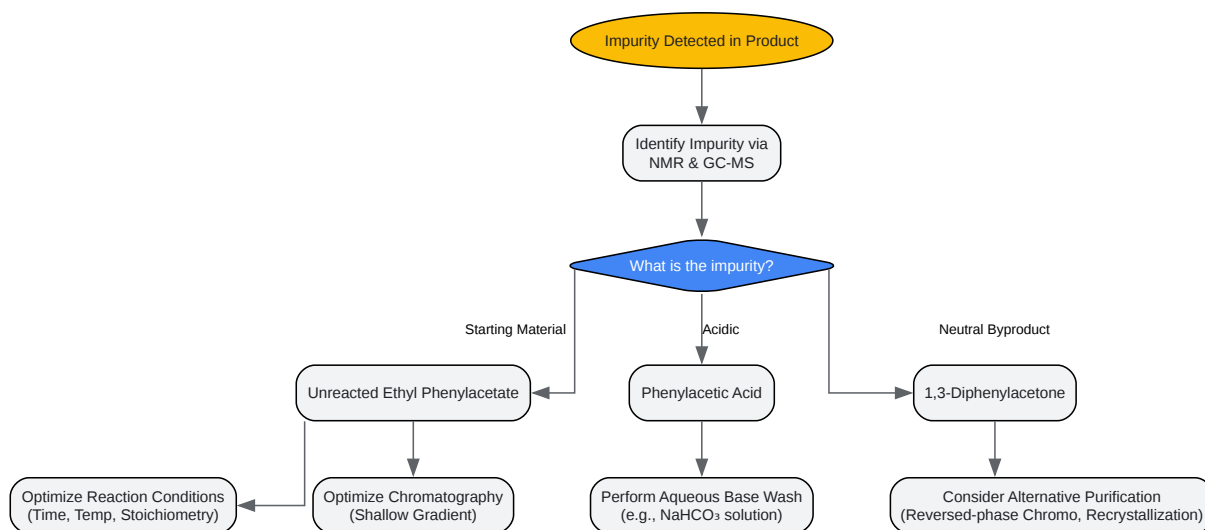 Impurity Detected in Product
Identify Impurity via
NMR & GC-MS
What is the impurity?
Starting Material
Acidic
Neutral Byproduct
Unreacted Ethyl Phenylacetate
Phenylacetic Acid
1,3-Diphenylacetone
Optimize Reaction Conditions
(Time, Temp, Stoichiometry)
Optimize Chromatography
(Shallow Gradient)
Perform Aqueous Base Wash
(e.g., NaHCO₃ solution)
Consider Alternative Purification
(Reversed-phase Chromo, Recrystallization)